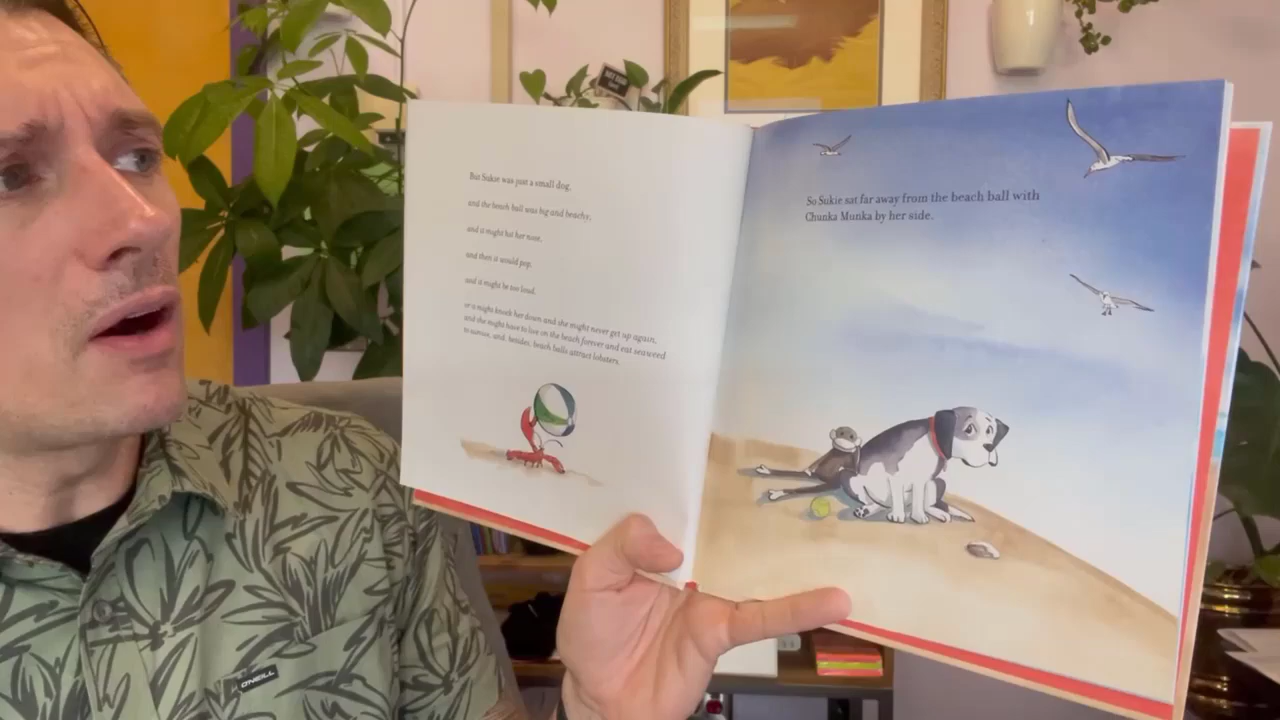 But Sukie was just a small dog,
and the beach ball was big and beachy,
and it might hit her nose,
and then it would pop,
and it might be too loud,
or it might knock her down and she might never get up again,
and she might have to live on the beach forever and eat seaweed
to survive, and, besides, beach balls attract lobsters.
So Sukie sat far away from the beach ball with
Chunka Munka by her side.
O'NEILL